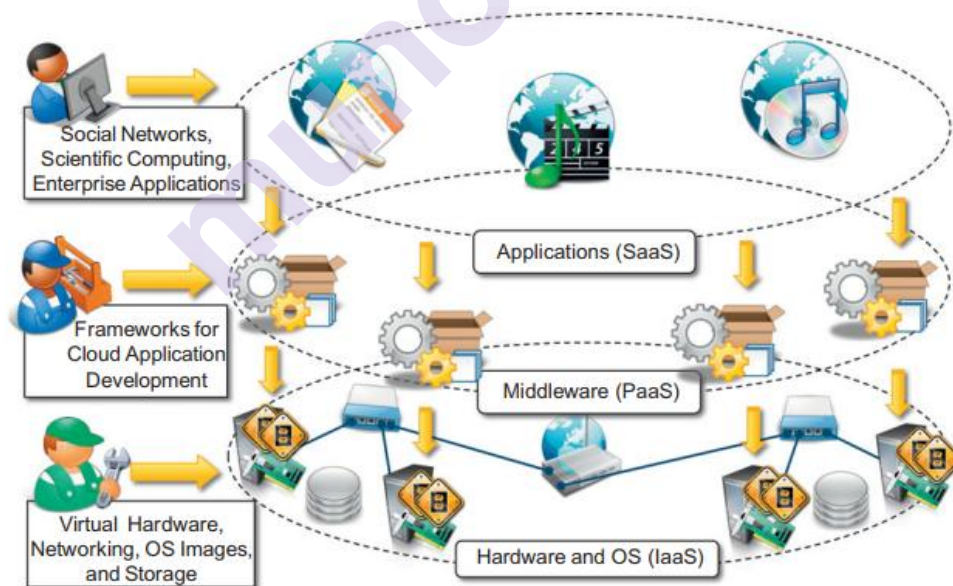 Social Networks,
Scientific Computing,
Enterprise Applications
Applications (SaaS)
Frameworks for
Cloud Application
Development
Middleware (PaaS)
Virtual Hardware,
Networking, OS Images,
and Storage
Hardware and OS (IaaS)